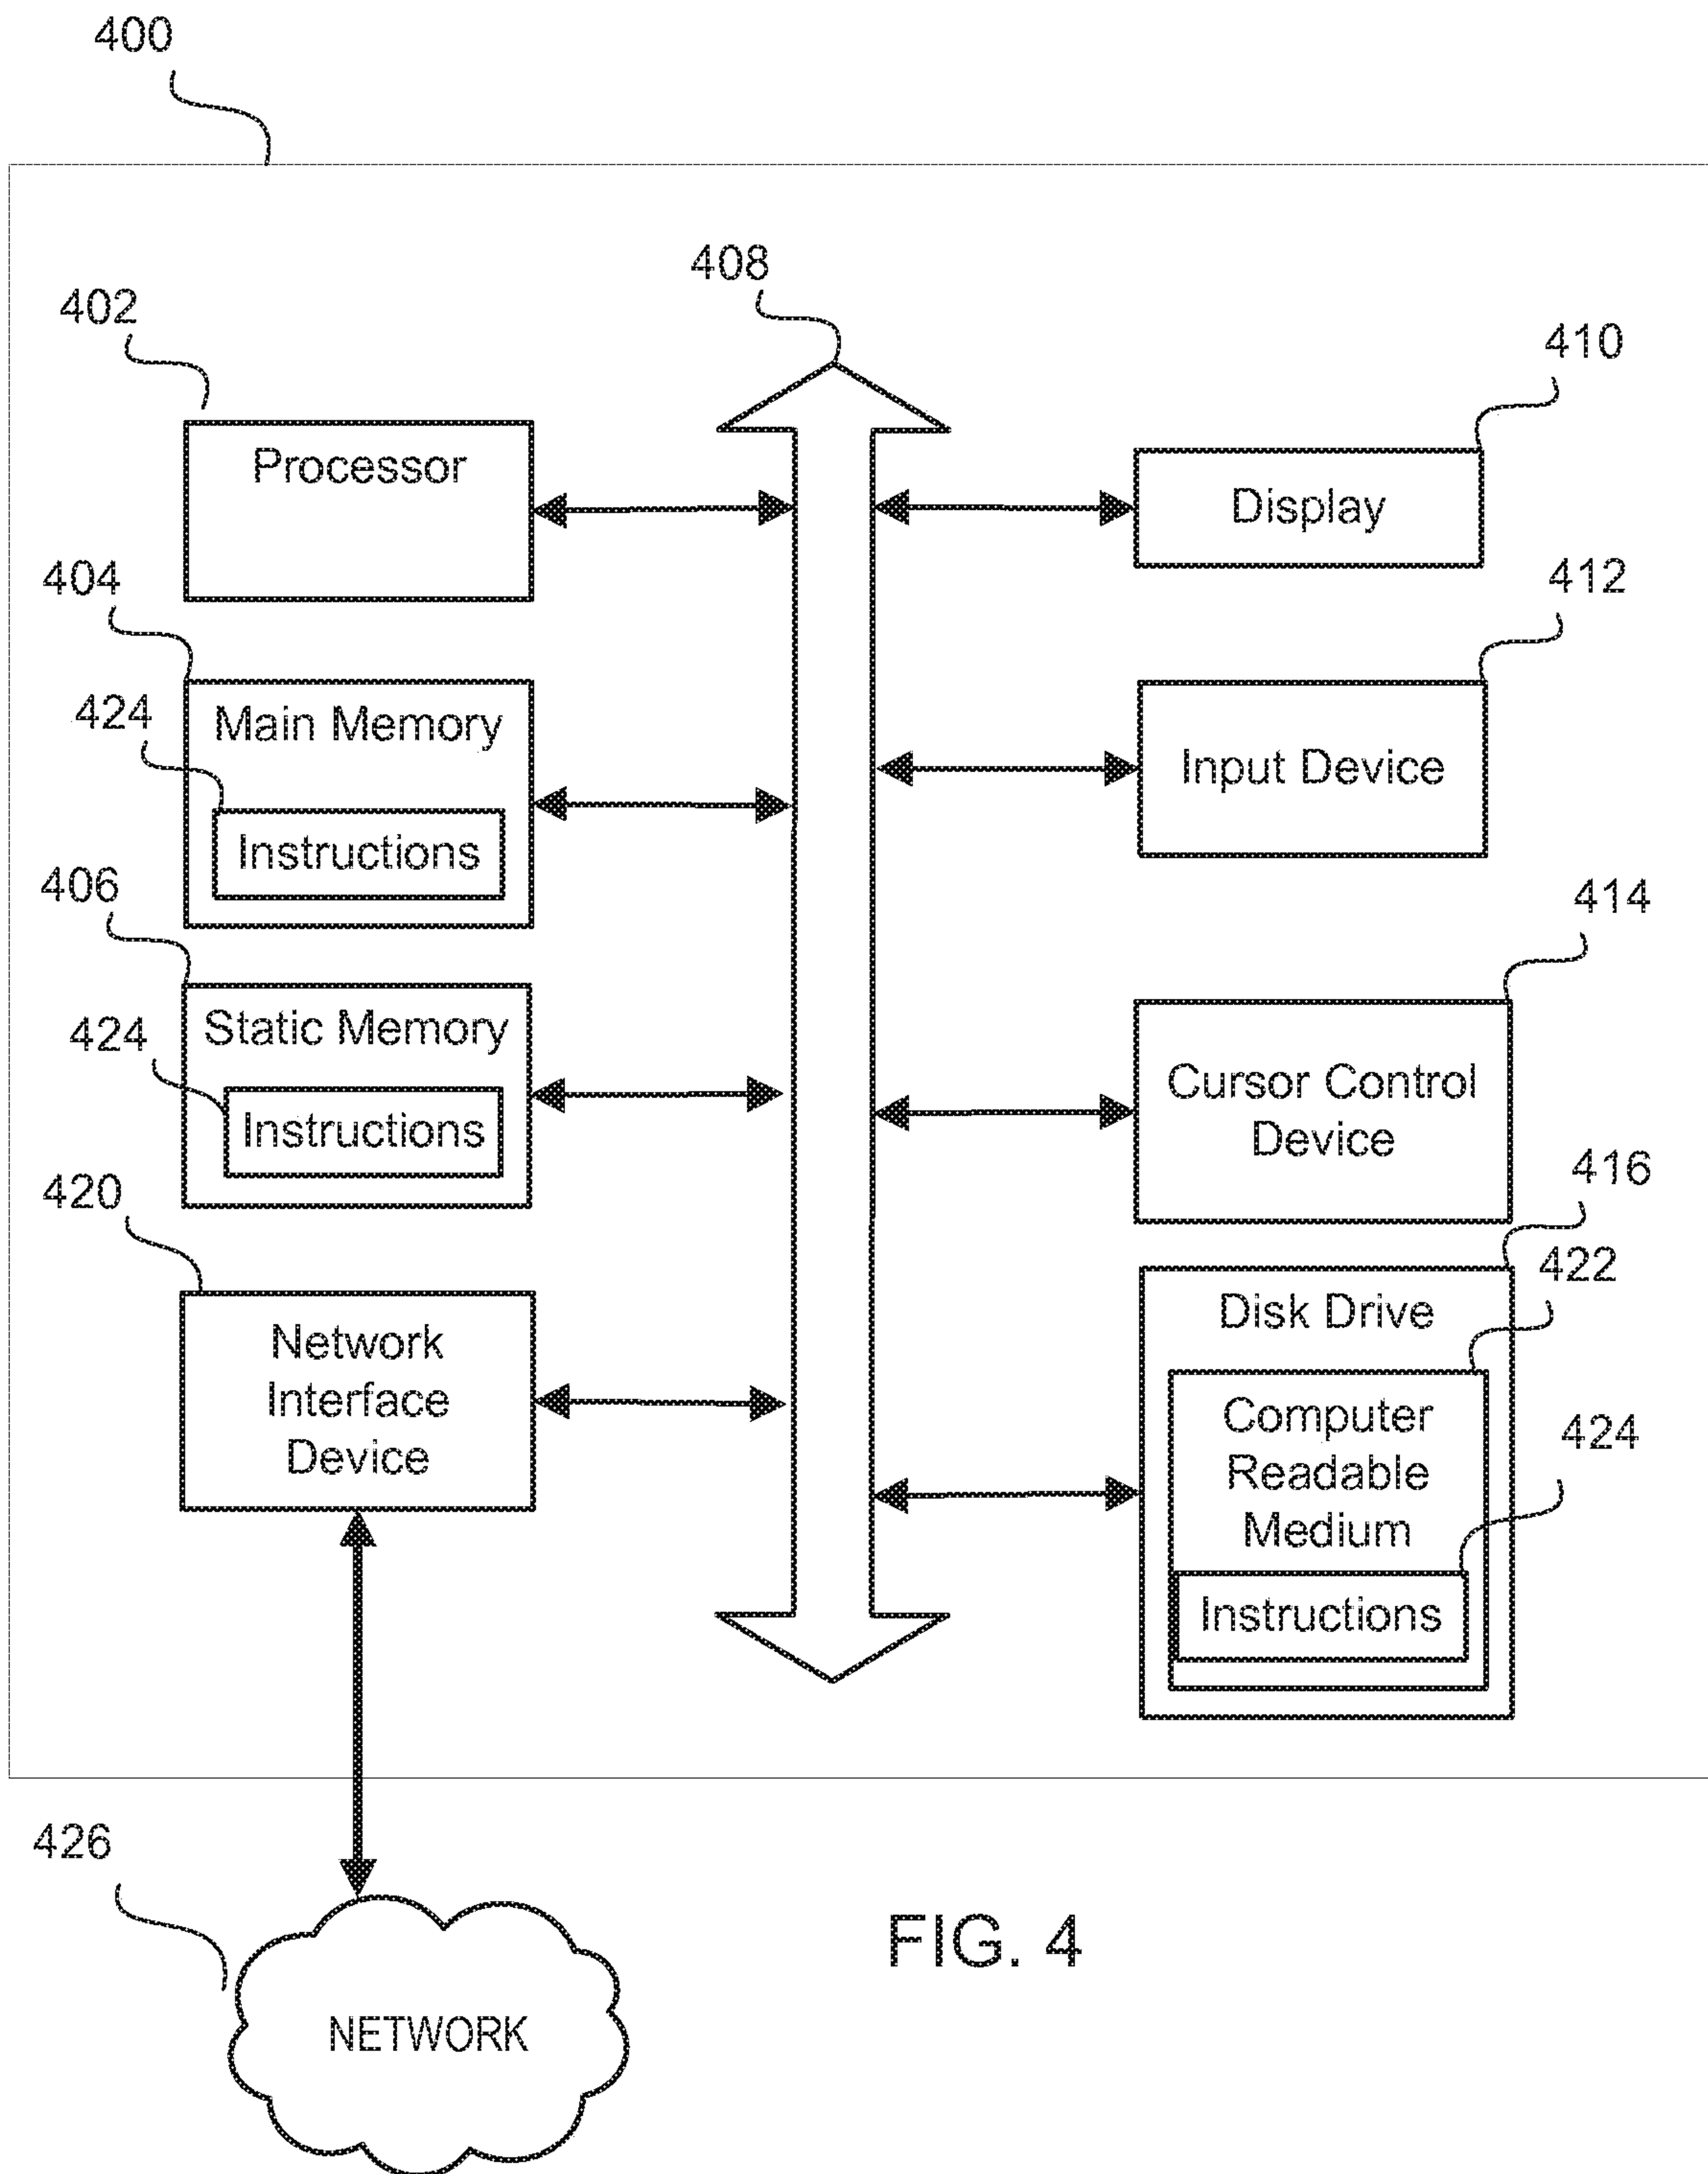 400
408
402
410
Processor
Display
404
412
424
Main Memory
Input Device
Instructions
406
414
424
Static Memory
Cursor Control
Device
Instructions
416
420
422
Network
Interface
Device
Disk Drive
Computer
Readable
Medium
424
Instructions
426
FIG. 4
NETWORK